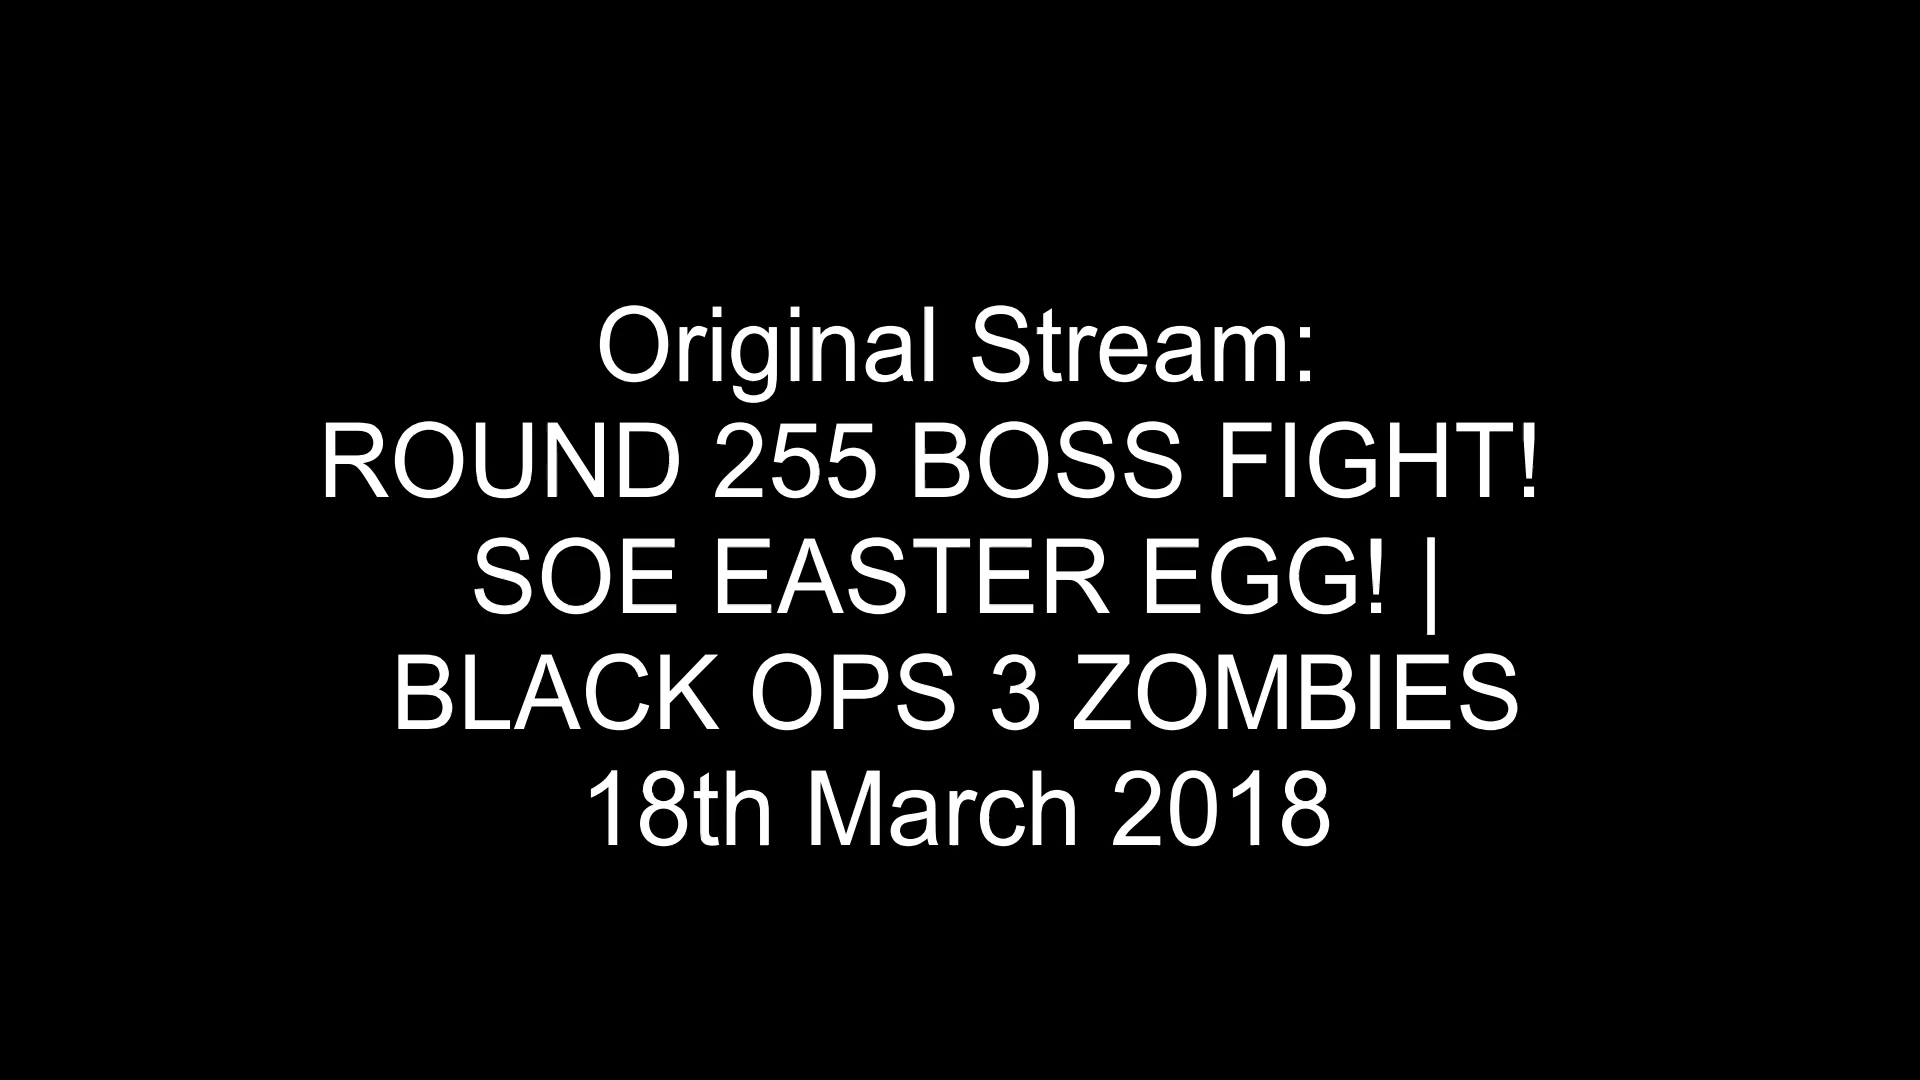 Original Stream:
ROUND 255 BOSS FIGHT!
SOE EASTER EGG! |
BLACK OPS 3 ZOMBIES
18th March 2018